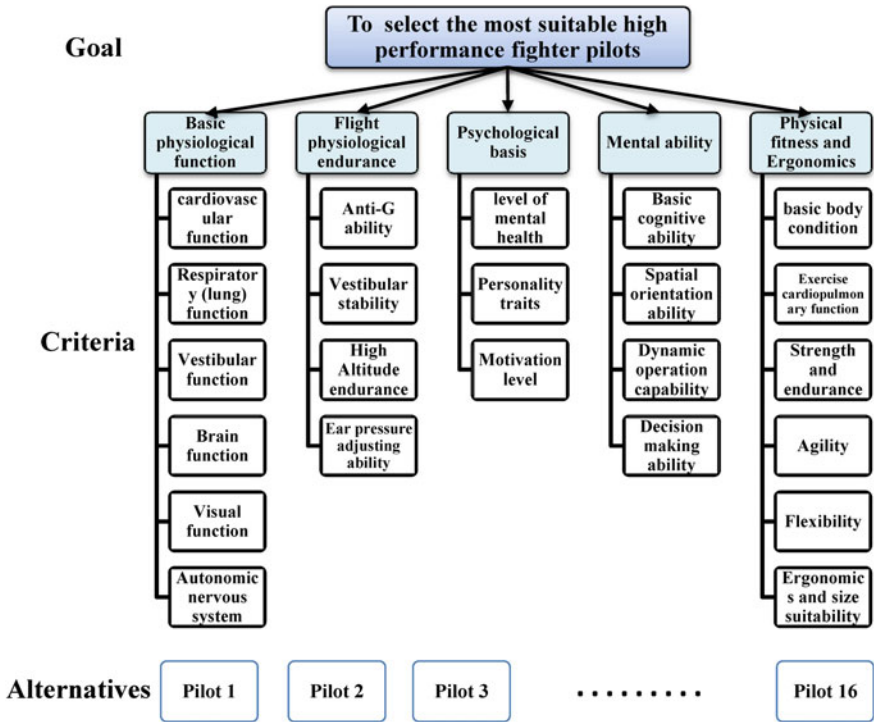 Goal
To select the most suitable high
performance fighter pilots
Basic
physiological
function
Flight
physiological
endurance
Psychological
basis
Mental ability
Physical
fitness and
Ergonomics
Criteria
cardiovasc
ular
function
Respirator
y (lung)
function
Vestibular
function
Brain
function
Visual
function
Autonomic
nervous
system
Anti-G
ability
Vestibular
stability
High
Altitude
endurance
Ear pressure
adjusting
ability
level of
mental
health
Personality
traits
Motivation
level
Basic
cognitive
ability
Spatial
orientation
ability
Dynamic
operation
capability
Decision
making
ability
basic body
condition
Exercise
cardiopulmon
ary function
Strength and
endurance
Agility
Flexibility
Ergonomic
s and size
suitability
Alternatives
Pilot 1
Pilot 2
Pilot 3
. . . . . . . . .
Pilot 16